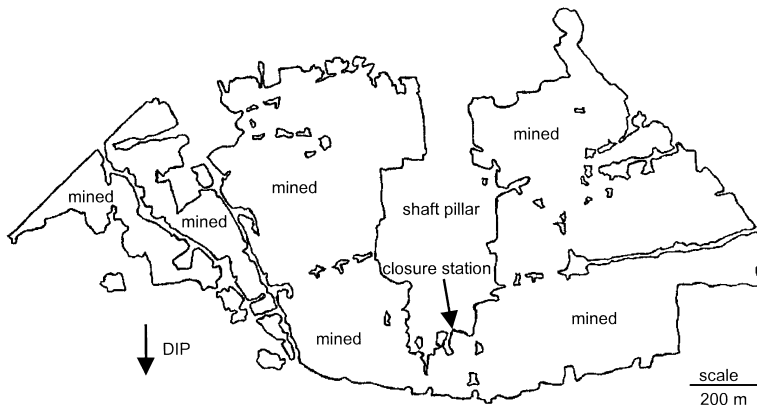 mined
mined
mined
mined
shaft pillar
closure station
mined
mined
DIP
scale
200 m